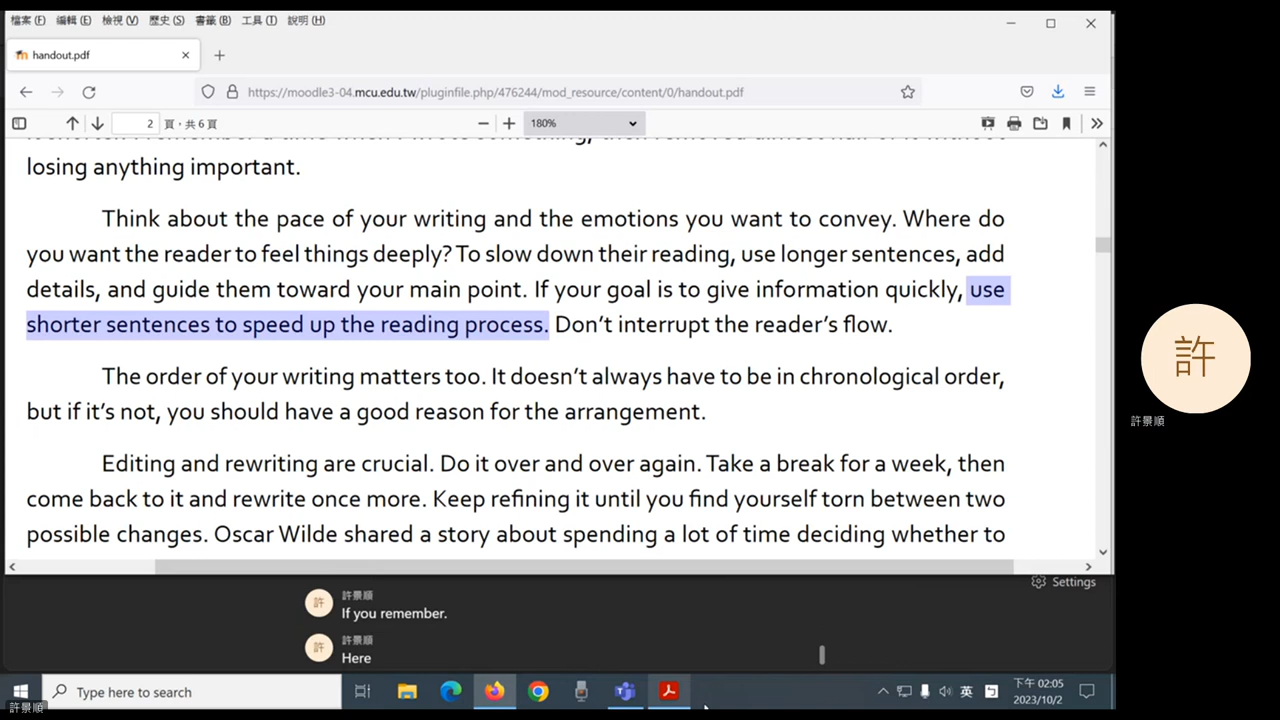 檔案(F) 編輯(E) 檢視(V) 歷史(S) 書籤(B) 工具(T) 說明(H)
handout.pdf
https://moodle3-04.mcu.edu.tw/pluginfile.php/476244/mod_resource/content/0/handout.pdf
2 頁，共 6 頁
180%
losing anything important.
Think about the pace of your writing and the emotions you want to convey. Where do
you want the reader to feel things deeply? To slow down their reading, use longer sentences, add
details, and guide them toward your main point. If your goal is to give information quickly, use
shorter sentences to speed up the reading process. Don’t interrupt the reader’s flow.
The order of your writing matters too. It doesn’t always have to be in chronological order,
but if it’s not, you should have a good reason for the arrangement.
Editing and rewriting are crucial. Do it over and over again. Take a break for a week, then
come back to it and rewrite once more. Keep refining it until you find yourself torn between two
possible changes. Oscar Wilde shared a story about spending a lot of time deciding whether to
許
許景順
Settings
許 許景順
If you remember.
許 許景順
Here
Type here to search
英
下午 02:05
2023/10/2
許景順